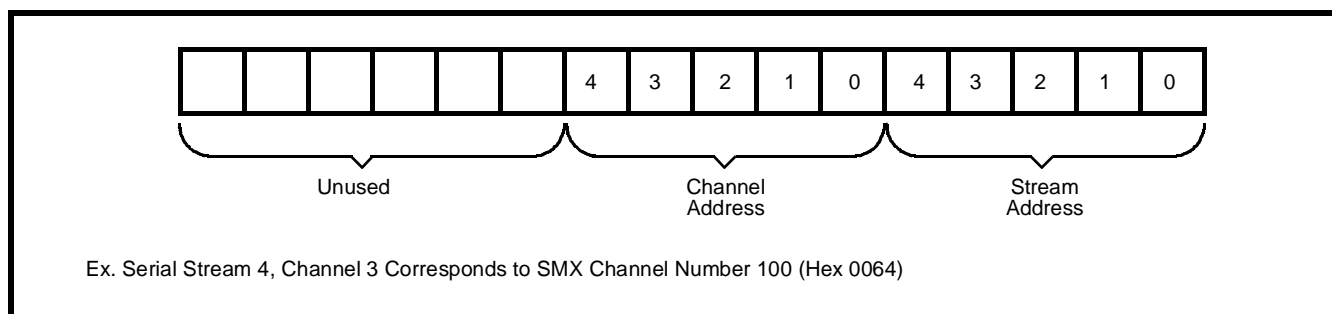 4 3 2 1 0 4 3 2 1 0
Unused
Channel
Address
Stream
Address
Ex. Serial Stream 4, Channel 3 Corresponds to SMX Channel Number 100 (Hex 0064)